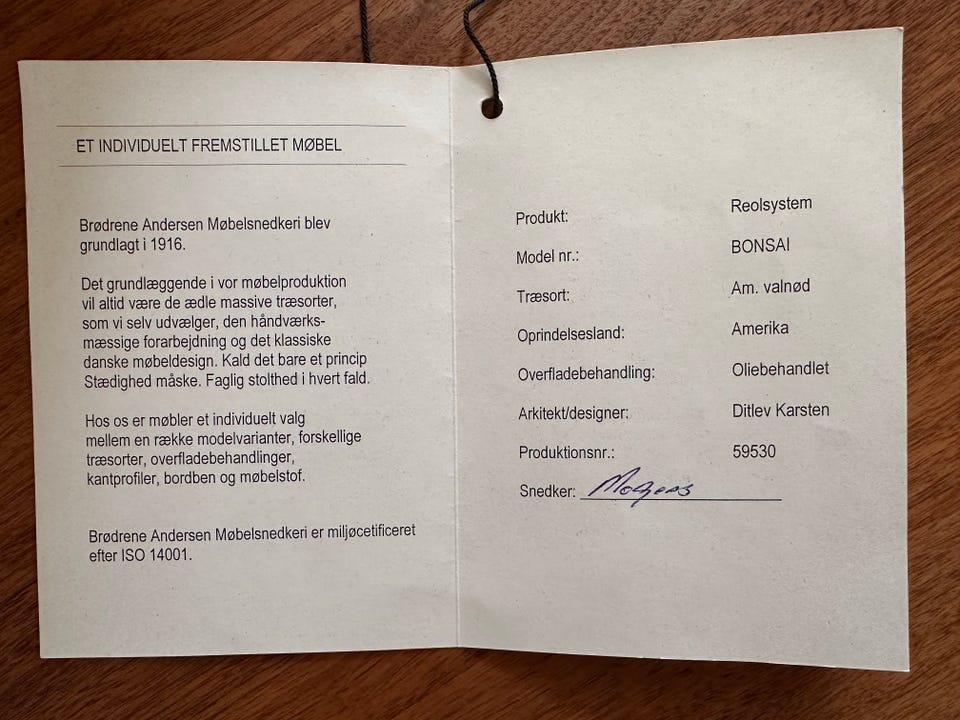 ET INDIVIDUELT FREMSTILLET MØBEL
Brødrene Andersen Møbelsnedkeri blev
grundlagt i 1916.
Det grundlæggende i vor møbelproduktion
vil altid være de ædle massive træsorter,
som vi selv udvælger, den håndværks-
mæssige forarbejdning og det klassiske
danske møbeldesign. Kald det bare et princip
Stædighed måske. Faglig stolthed i hvert fald.
Hos os er møbler et individuelt valg
mellem en række modelvarianter, forskellige
træsorter, overfladebehandlinger,
kantprofiler, bordben og møbelstof.
Brødrene Andersen Møbelsnedkeri er miljøcetificeret
efter ISO 14001.
Produkt: Reolsystem
Model nr.: BONSAI
Træsort: Am. valnød
Oprindelsesland: Amerika
Overfladebehandling: Oliebehandlet
Arkitekt/designer: Ditlev Karsten
Produktionsnr.: 59530
Snedker: